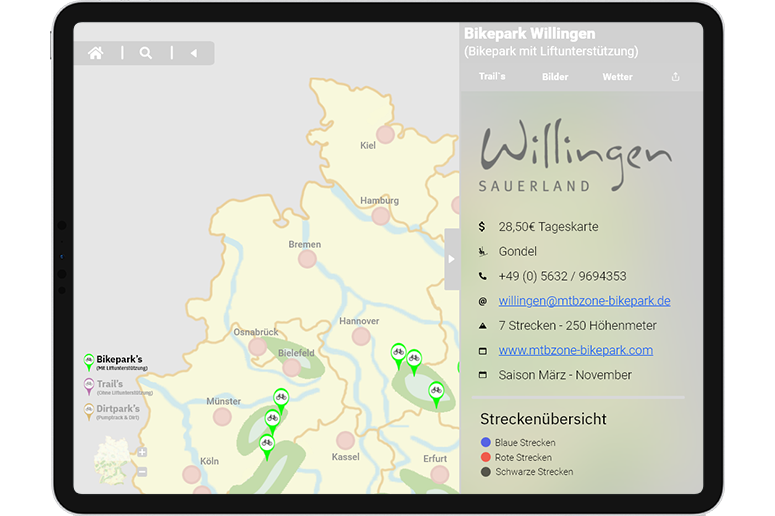 Bikepark Willingen
(Bikepark mit Liftunterstützung)
Trail´s
Bilder
Wetter
Willingen
SAUERLAND
28,50€ Tageskarte
Gondel
+49 (0) 5632 / 9694353
willingen@mtbzone-bikepark.de
7 Strecken - 250 Höhenmeter
www.mtbzone-bikepark.com
Saison März - November
Streckenübersicht
Blaue Strecken
Rote Strecken
Schwarze Strecken
Kiel
Hamburg
Bremen
Hannover
Osnabrück
Bielefeld
Münster
Kassel
Köln
Erfurt
Bikepark's
(Mit Liftunterstützung)
Trail's
(Ohne Liftunterstützung)
Dirtpark's
(Pumptrack & Dirt)